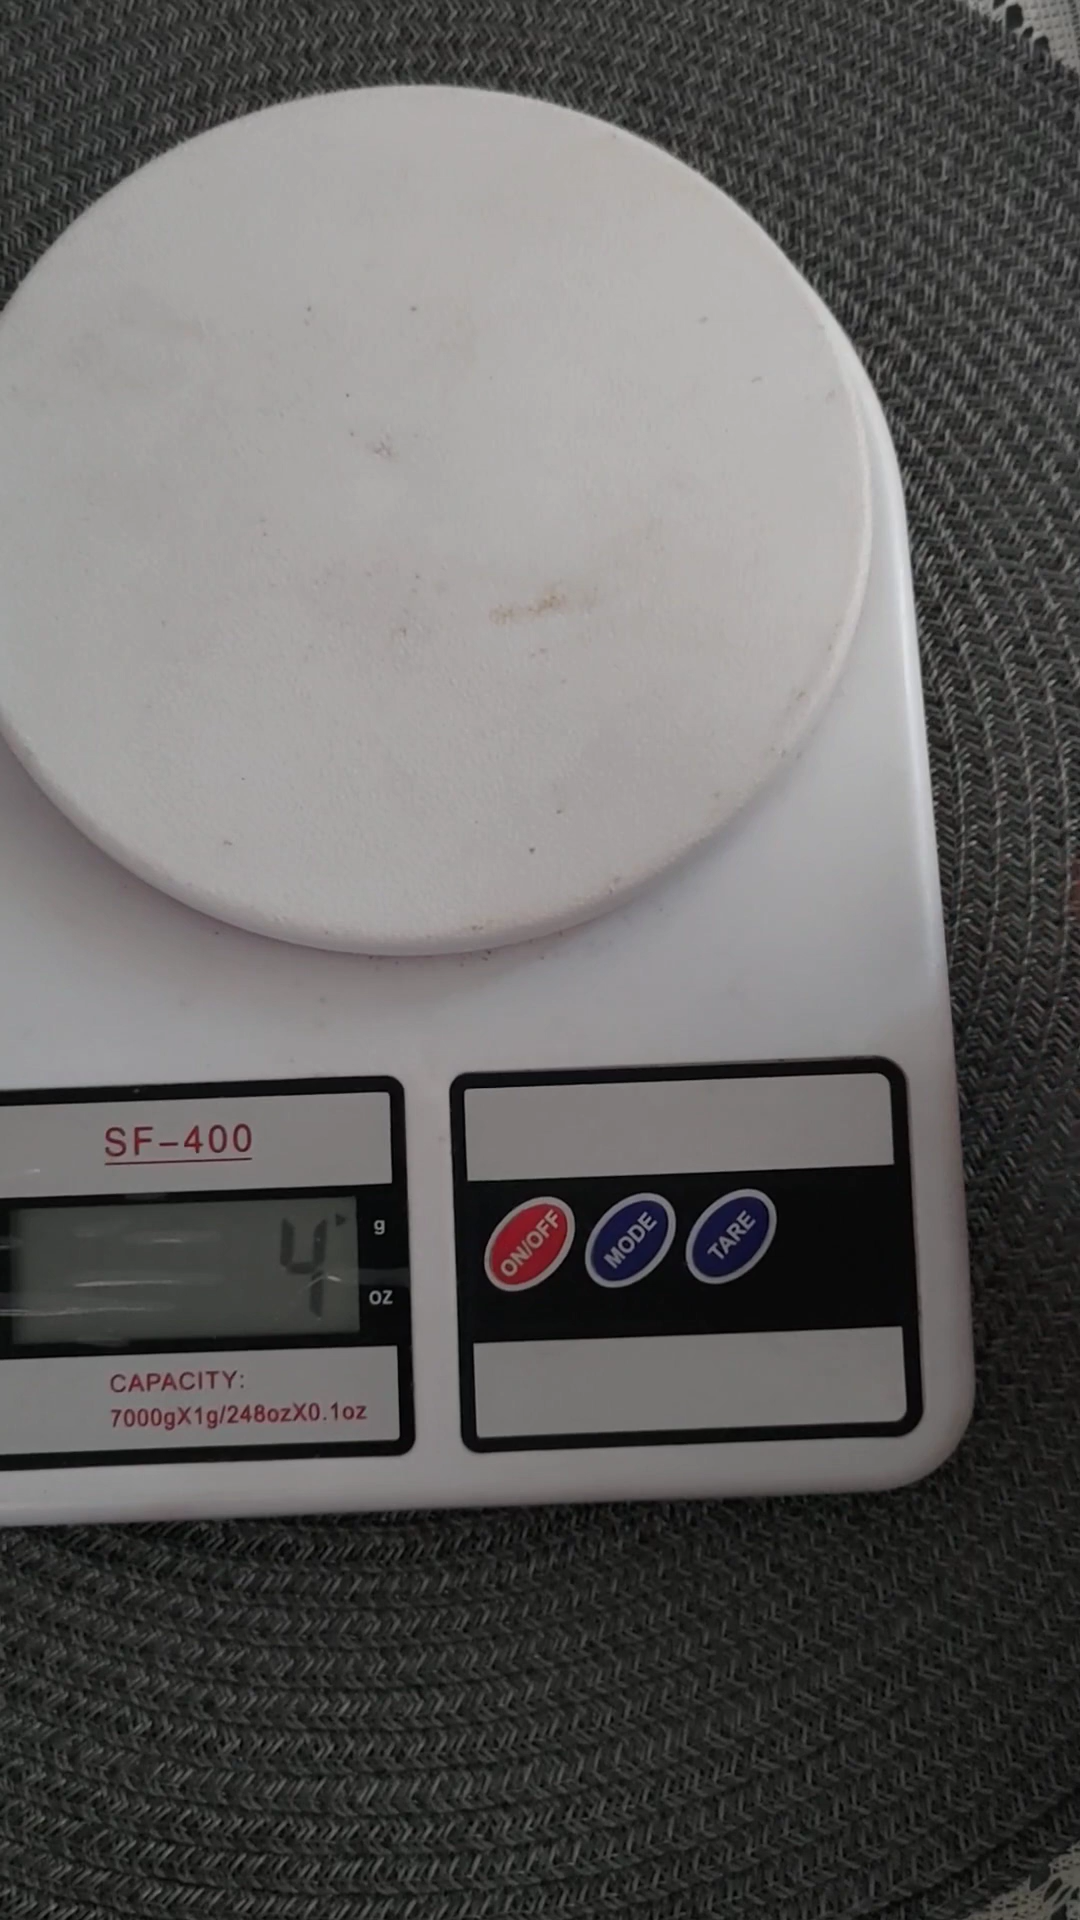 SF-400
4
g
oz
CAPACITY:
7000gX1g/248ozX0.1oz
ON/OFF
MODE
TARE